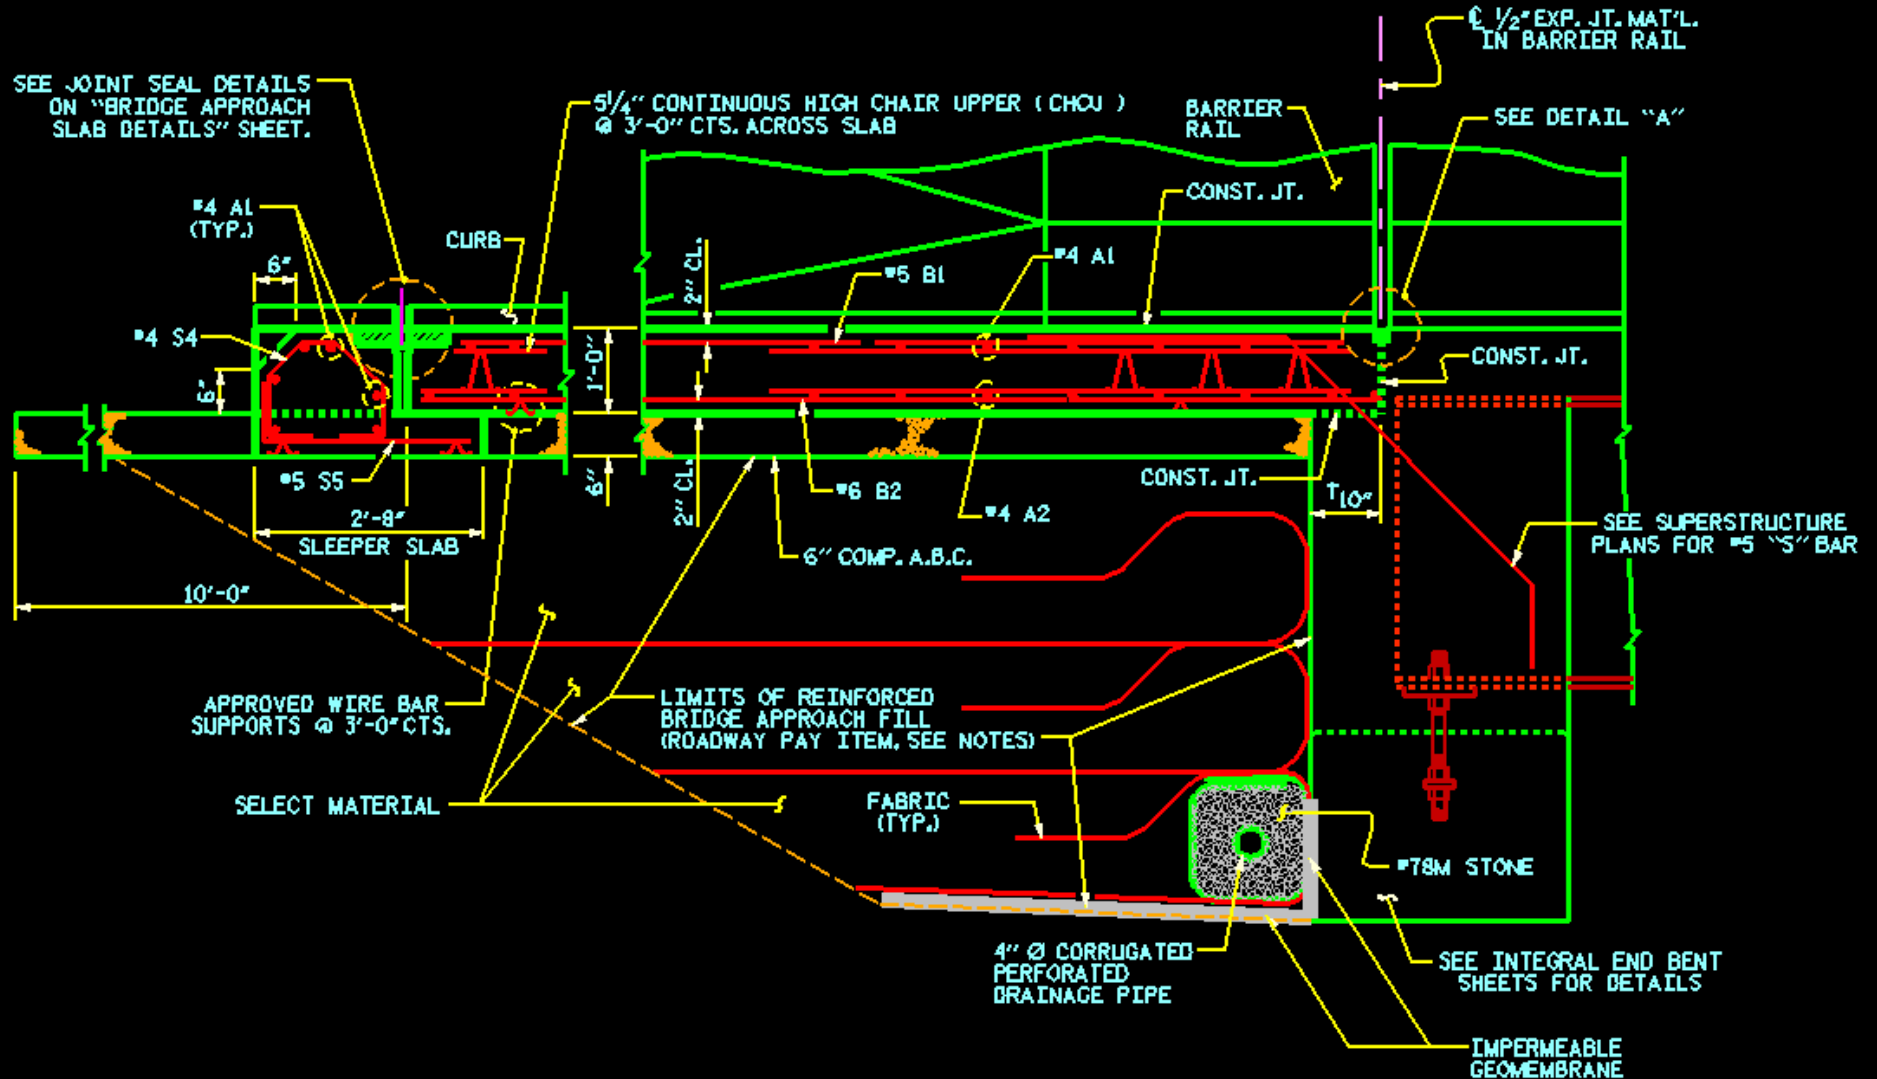 ℄ 1/2" EXP. JT. MAT'L.
IN BARRIER RAIL
SEE JOINT SEAL DETAILS
ON "BRIDGE APPROACH
SLAB DETAILS" SHEET.
5 1/4" CONTINUOUS HIGH CHAIR UPPER ( CHCU )
@ 3'-0" CTS. ACROSS SLAB
BARRIER
RAIL
SEE DETAIL "A"
CONST. JT.
#4 A1
(TYP.)
CURB
6"
2" CL.
#5 B1
#4 A1
#4 S4
6"
1'-0"
CONST. JT.
#5 S5
6"
2" CL.
#6 B2
#4 A2
CONST. JT.
†10"
2'-8"
SLEEPER SLAB
6" COMP. A.B.C.
SEE SUPERSTRUCTURE
PLANS FOR #5 "S" BAR
10'-0"
APPROVED WIRE BAR
SUPPORTS @ 3'-0" CTS.
LIMITS OF REINFORCED
BRIDGE APPROACH FILL
(ROADWAY PAY ITEM, SEE NOTES)
SELECT MATERIAL
FABRIC
(TYP.)
#78M STONE
4" Ø CORRUGATED
PERFORATED
DRAINAGE PIPE
SEE INTEGRAL END BENT
SHEETS FOR DETAILS
IMPERMEABLE
GEOMEMBRANE